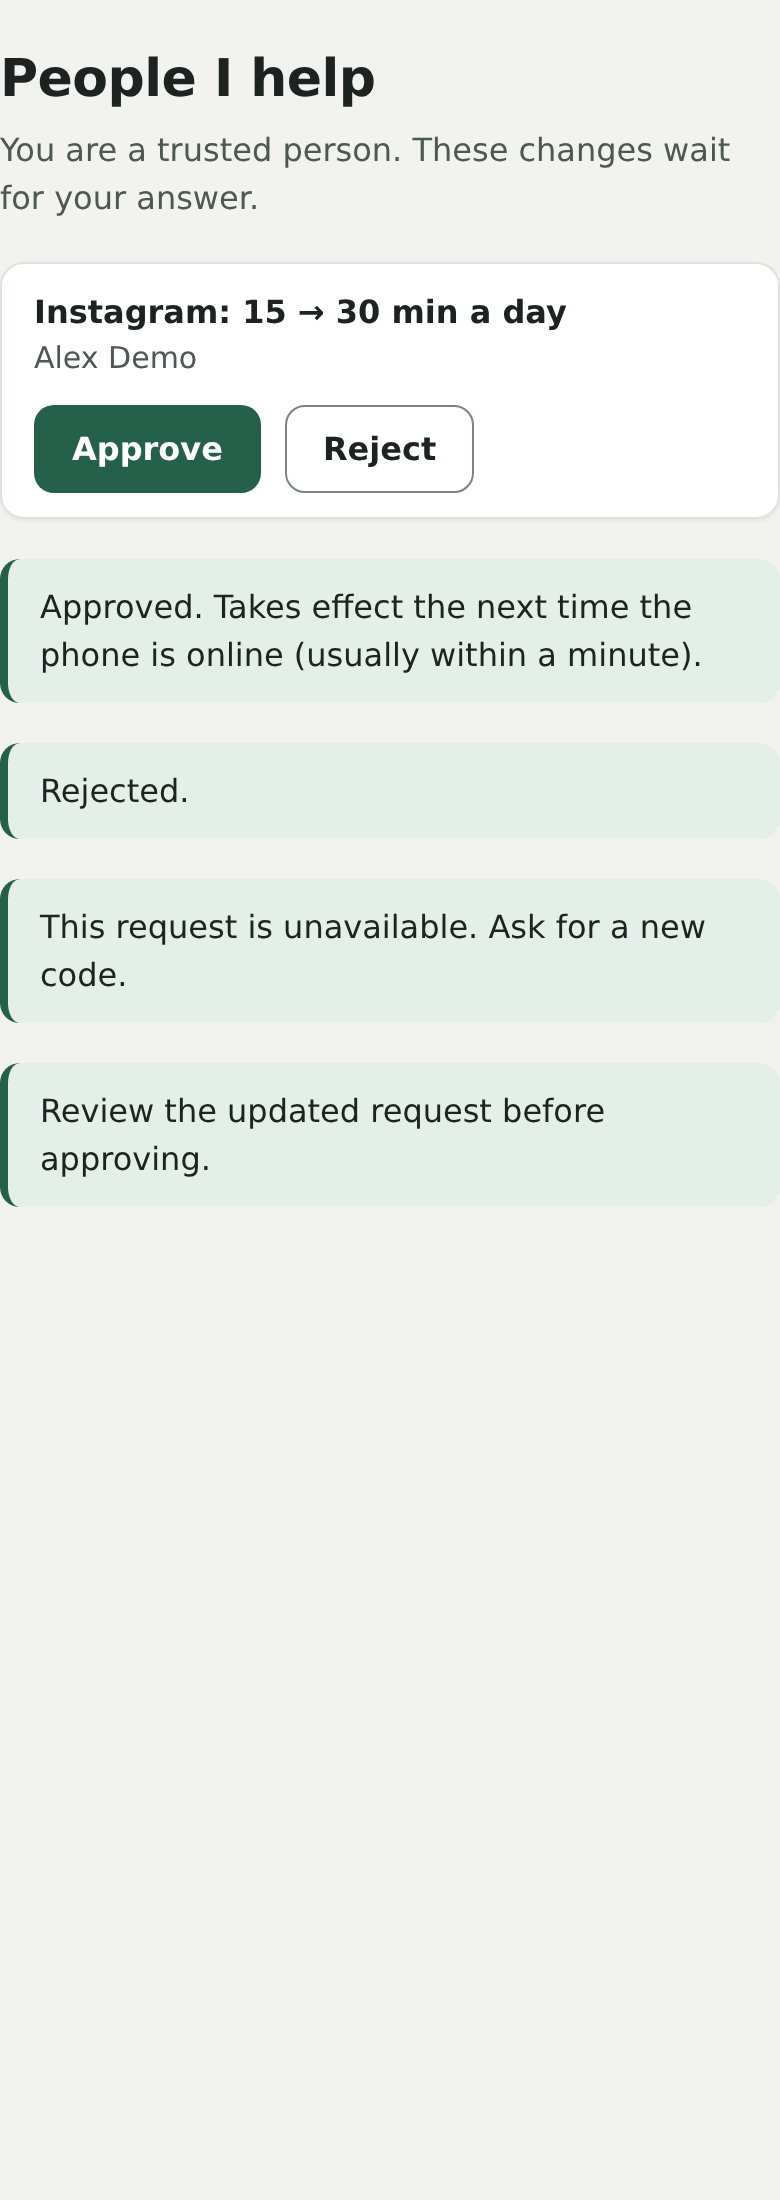 People I help
You are a trusted person. These changes wait
for your answer.
Instagram: 15 → 30 min a day
Alex Demo
Approve
Reject
Approved. Takes effect the next time the
phone is online (usually within a minute).
Rejected.
This request is unavailable. Ask for a new
code.
Review the updated request before
approving.